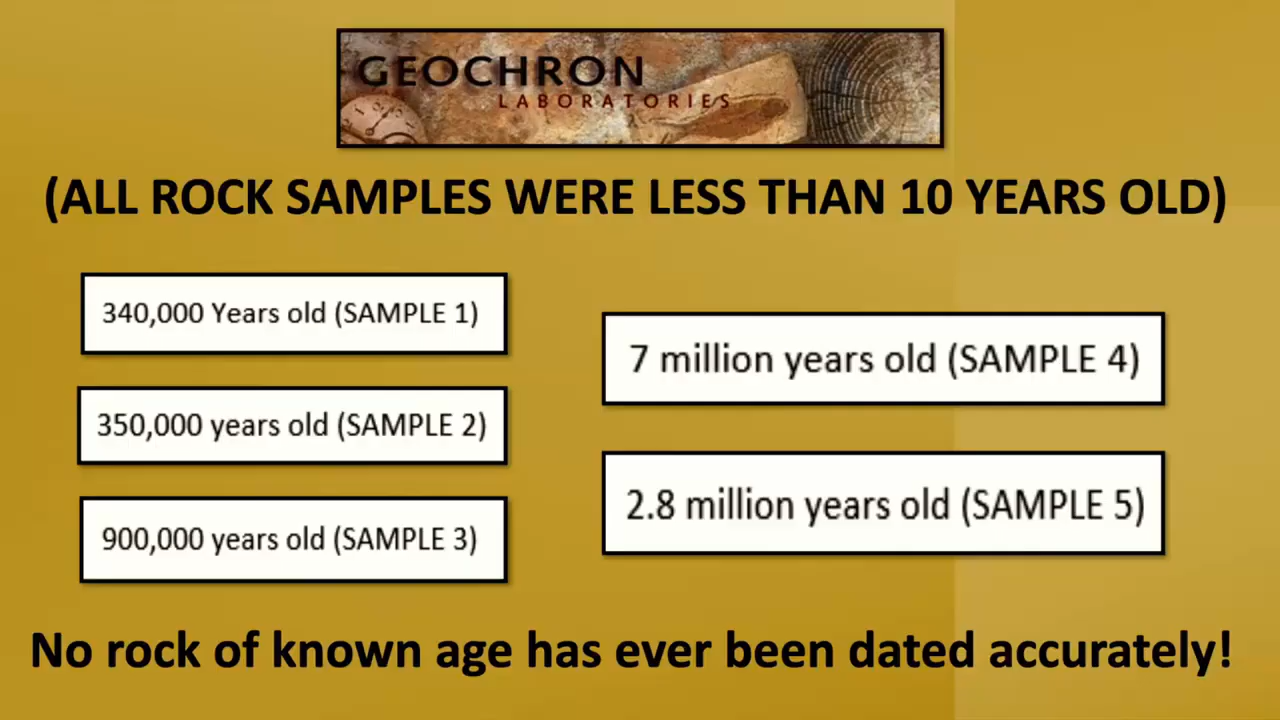 GEOCHRON
LABORATORIES
(ALL ROCK SAMPLES WERE LESS THAN 10 YEARS OLD)
340,000 Years old (SAMPLE 1)
350,000 years old (SAMPLE 2)
900,000 years old (SAMPLE 3)
7 million years old (SAMPLE 4)
2.8 million years old (SAMPLE 5)
No rock of known age has ever been dated accurately!